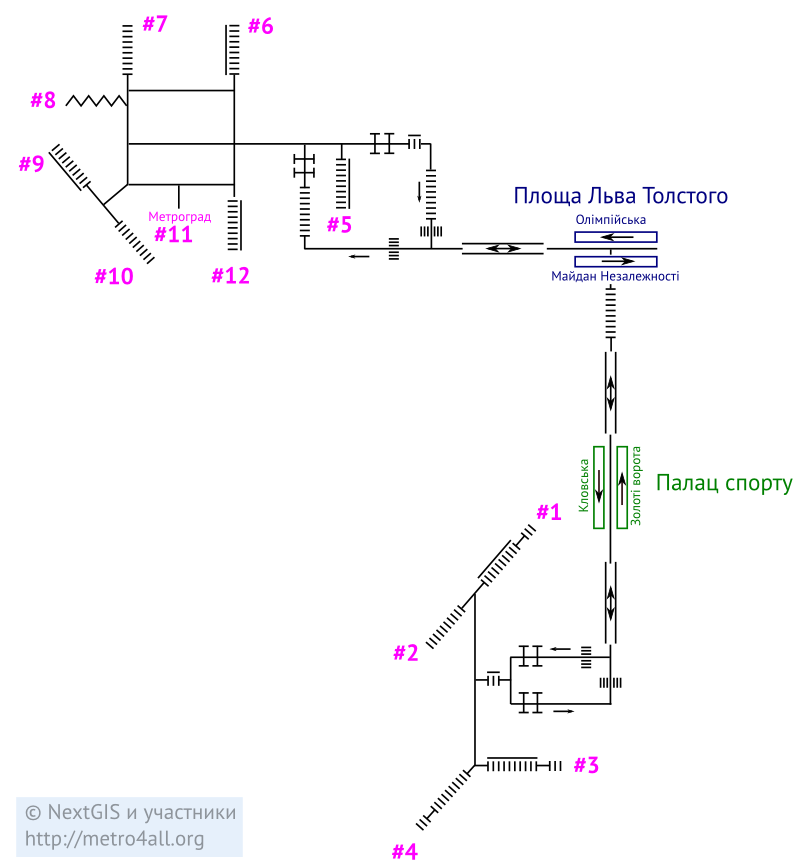 #7
#6
#8
#9
#5
Метроград
#11
#10
#12
Площа Льва Толстого
Олімпійська
Майдан Незалежності
Кловська
Золоті ворота
Палац спорту
#1
#2
#3
#4
© NextGIS и участники
http://metro4all.org